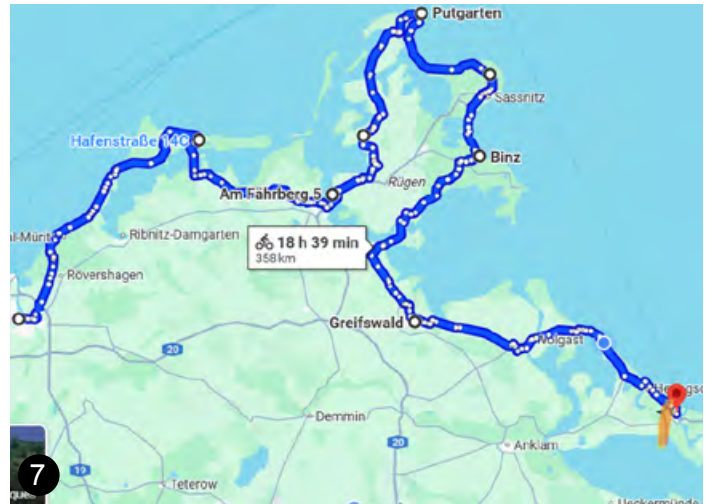 Putgarten
Sassnitz
Hafenstraße 14C
Binz
Am Fährberg 5
Rügen
Ribnitz-Damgarten
18 h 39 min
358 km
Rövershagen
Greifswald
20
Wolgast
Demmin
Anklam
20
19
Teterow
7